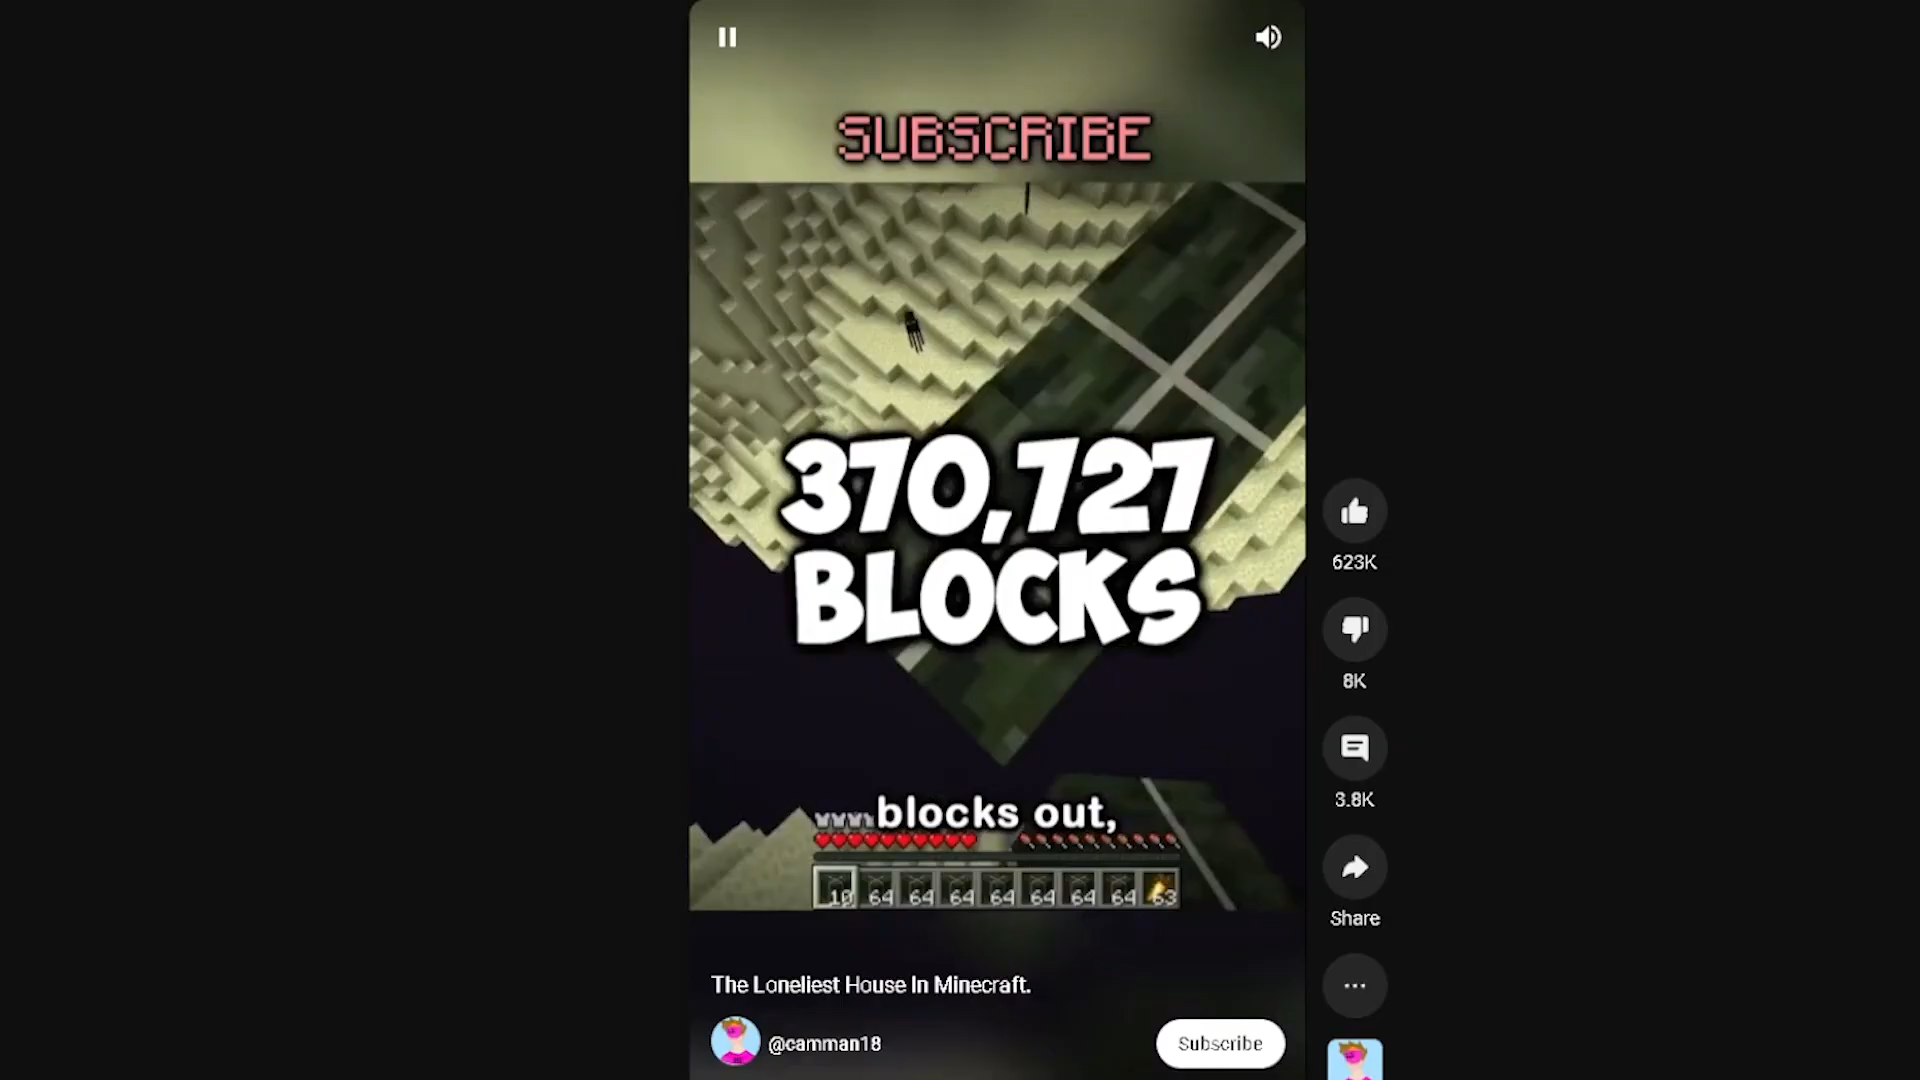 SUBSCRIBE
370,727
BLOCKS
blocks out,
10 64 64 64 64 64 64 64 63
623K
8K
3.8K
Share
The Loneliest House In Minecraft.
@camman18
Subscribe